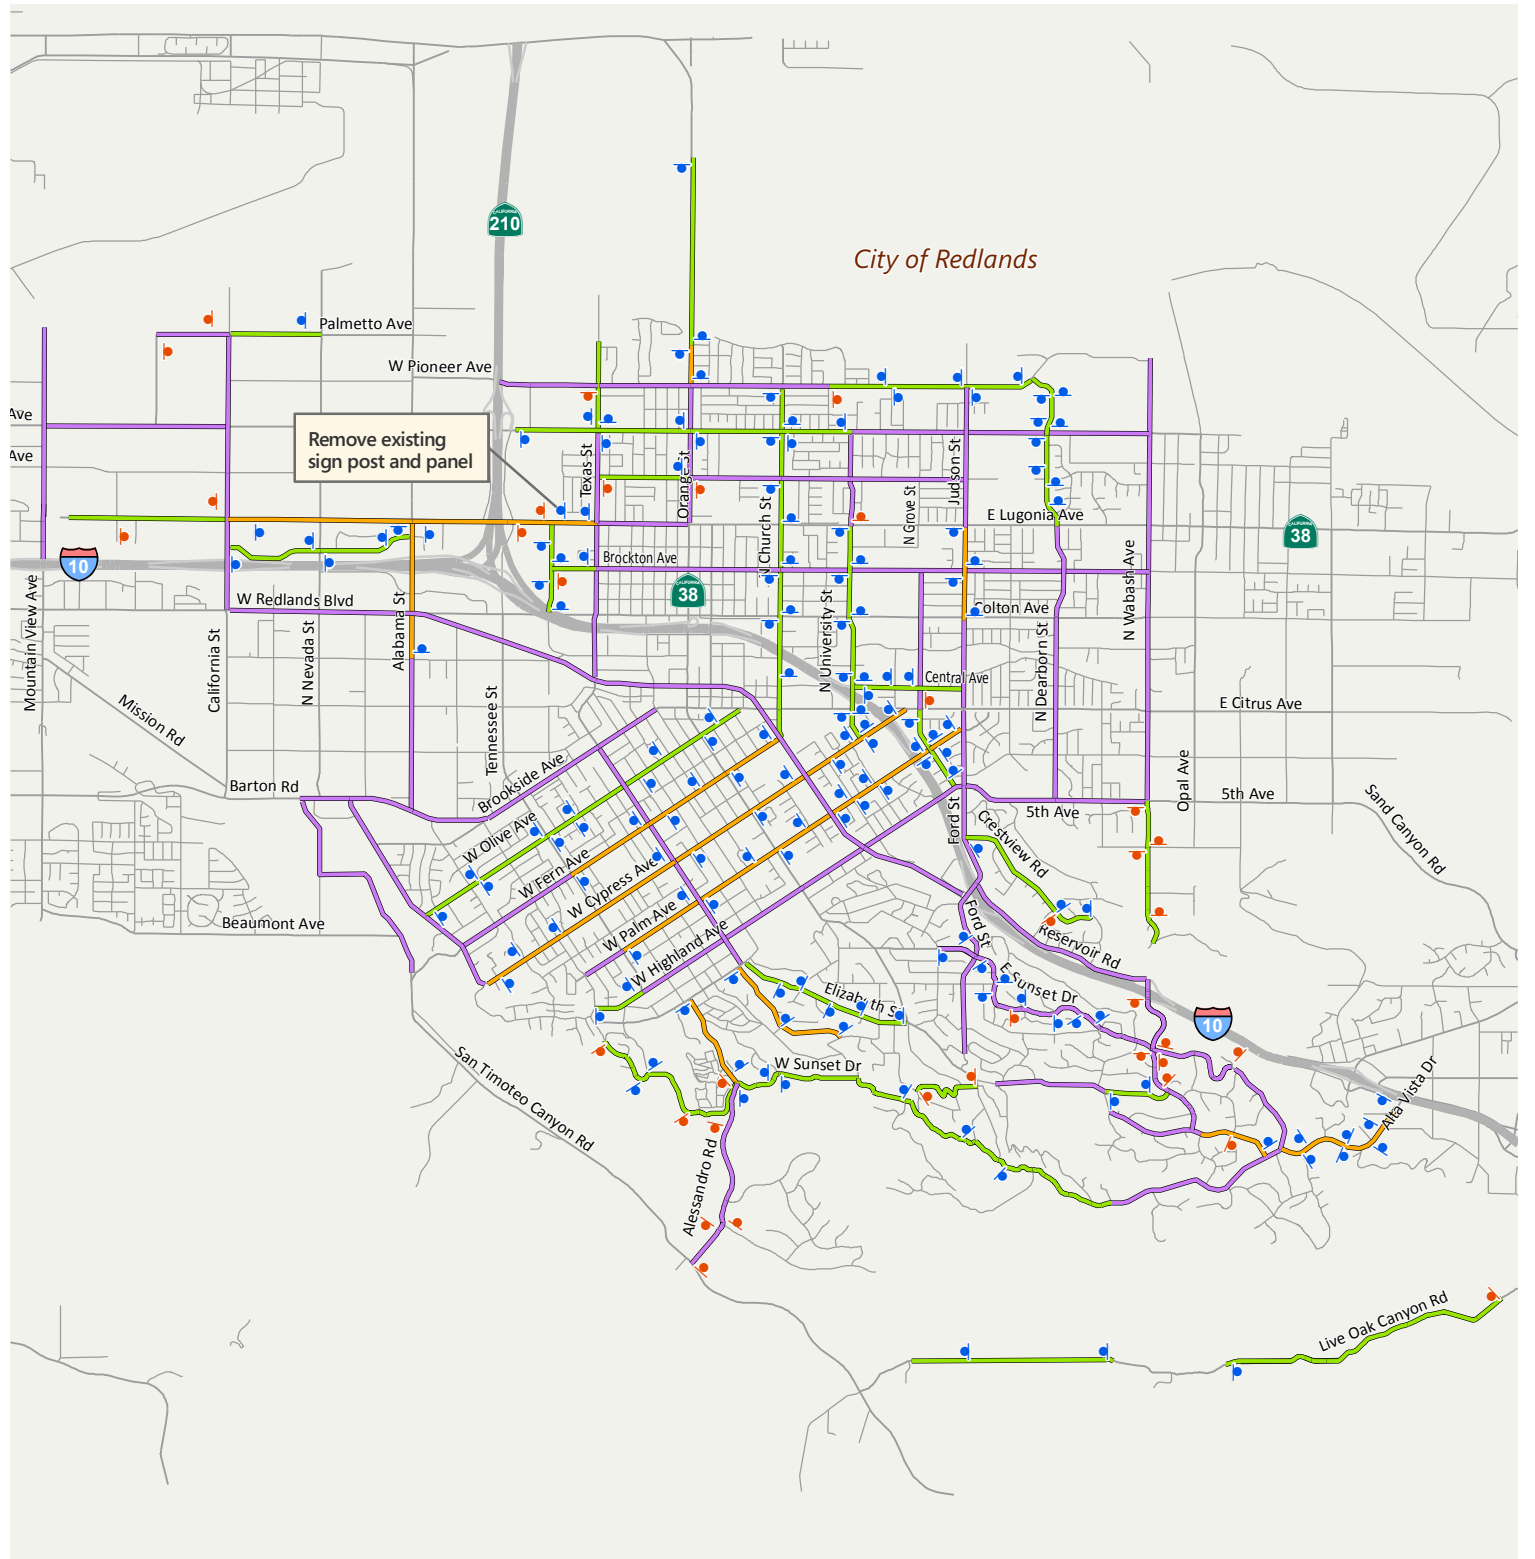 CALIFORNIA
210
City of Redlands
Palmetto Ave
W Pioneer Ave
Ave
Ave
Remove existing
sign post and panel
Texas St
Orange St
Judson St
N Grove St
N Church St
E Lugonia Ave
CALIFORNIA
38
10
Brockton Ave
CALIFORNIA
38
W Redlands Blvd
Colton Ave
N Wabash Ave
Mountain View Ave
California St
N Nevada St
Alabama St
N University St
N Dearborn St
Central Ave
E Citrus Ave
Mission Rd
Tennessee St
Opal Ave
Barton Rd
Brookside Ave
5th Ave
5th Ave
Sand Canyon Rd
Ford St
Crestview Rd
W Olive Ave
W Fern Ave
W Cypress Ave
W Palm Ave
W Highland Ave
Beaumont Ave
Ford St
Reservoir Rd
E Sunset Dr
Elizabeth St
10
W Sunset Dr
San Timoteo Canyon Rd
Alta Vista Dr
Alessandro Rd
Live Oak Canyon Rd